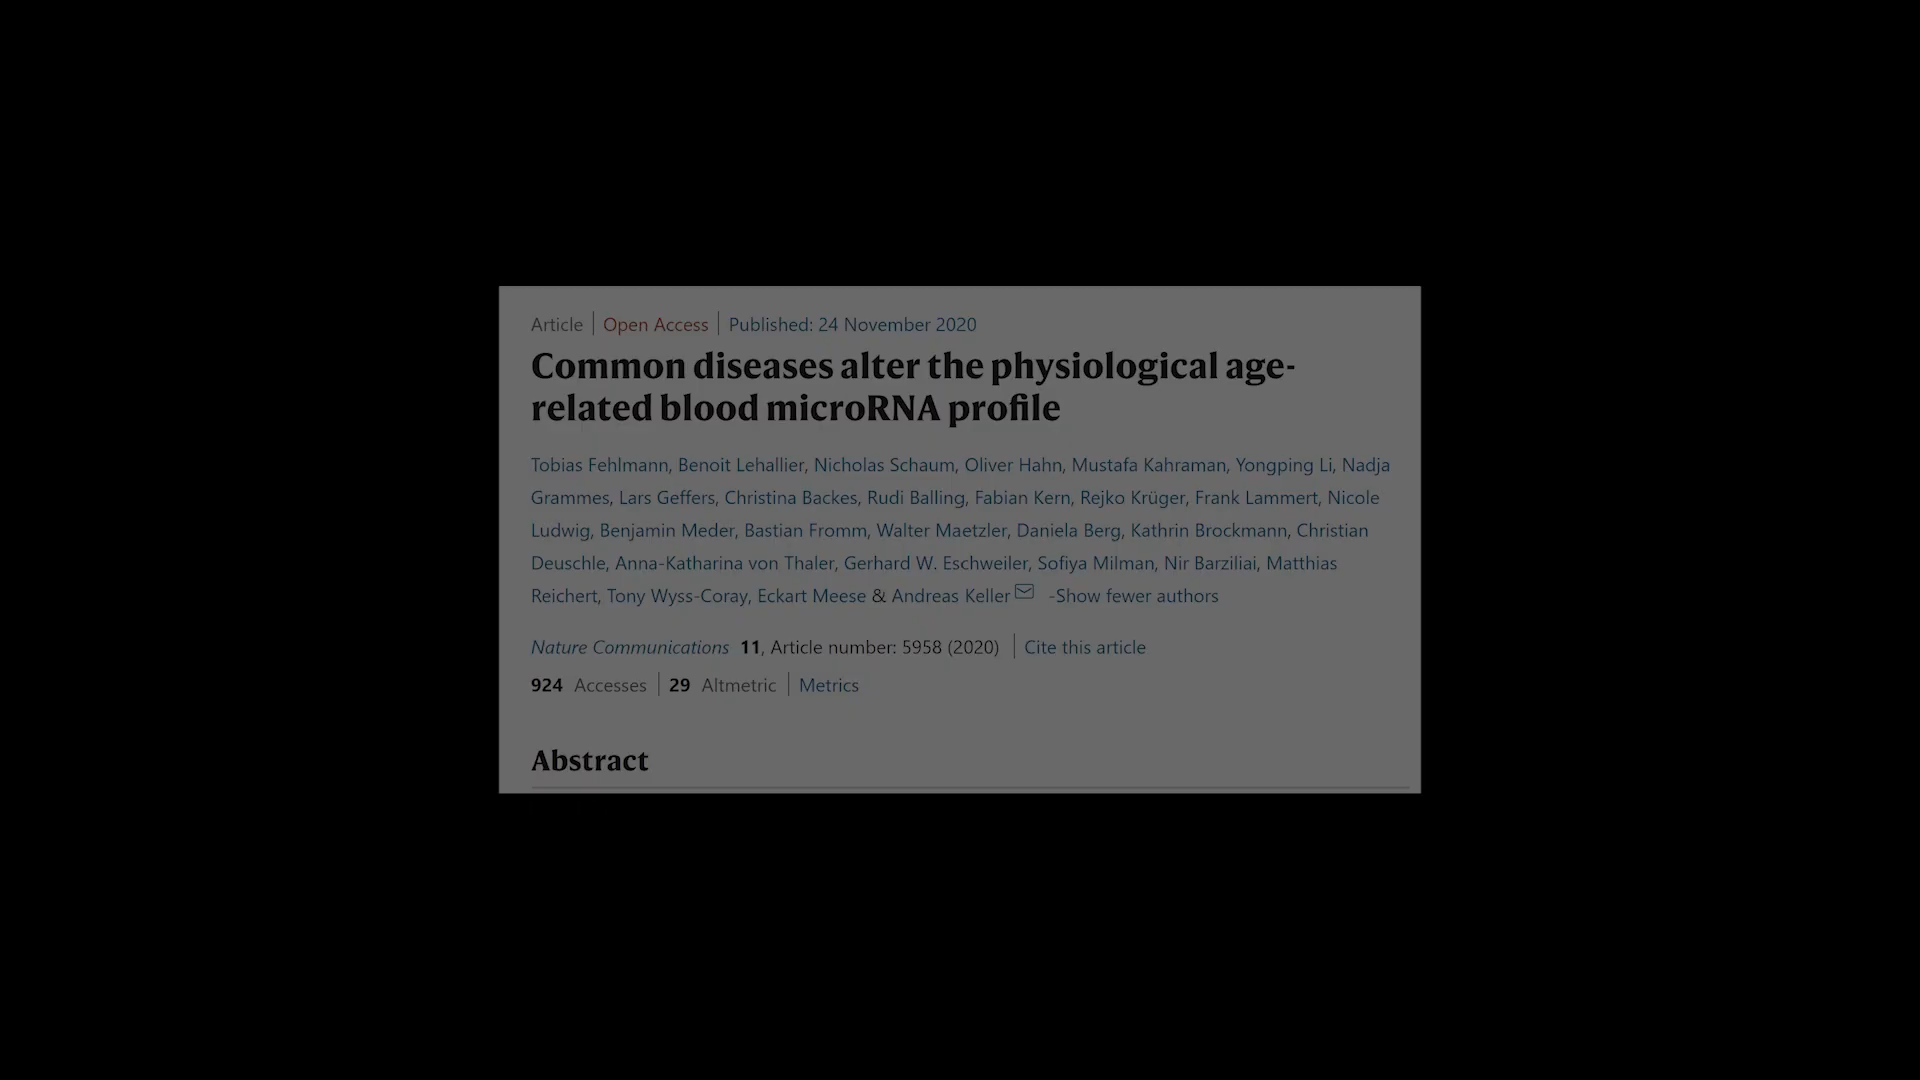 Article | Open Access | Published: 24 November 2020
Common diseases alter the physiological age-
related blood microRNA profile
Tobias Fehlmann, Benoit Lehallier, Nicholas Schaum, Oliver Hahn, Mustafa Kahraman, Yongping Li, Nadja
Grammes, Lars Geffers, Christina Backes, Rudi Balling, Fabian Kern, Rejko Krüger, Frank Lammert, Nicole
Ludwig, Benjamin Meder, Bastian Fromm, Walter Maetzler, Daniela Berg, Kathrin Brockmann, Christian
Deuschle, Anna-Katharina von Thaler, Gerhard W. Eschweiler, Sofiya Milman, Nir Barziliai, Matthias
Reichert, Tony Wyss-Coray, Eckart Meese & Andreas Keller -Show fewer authors
Nature Communications 11, Article number: 5958 (2020) | Cite this article
924 Accesses | 29 Altmetric | Metrics
Abstract